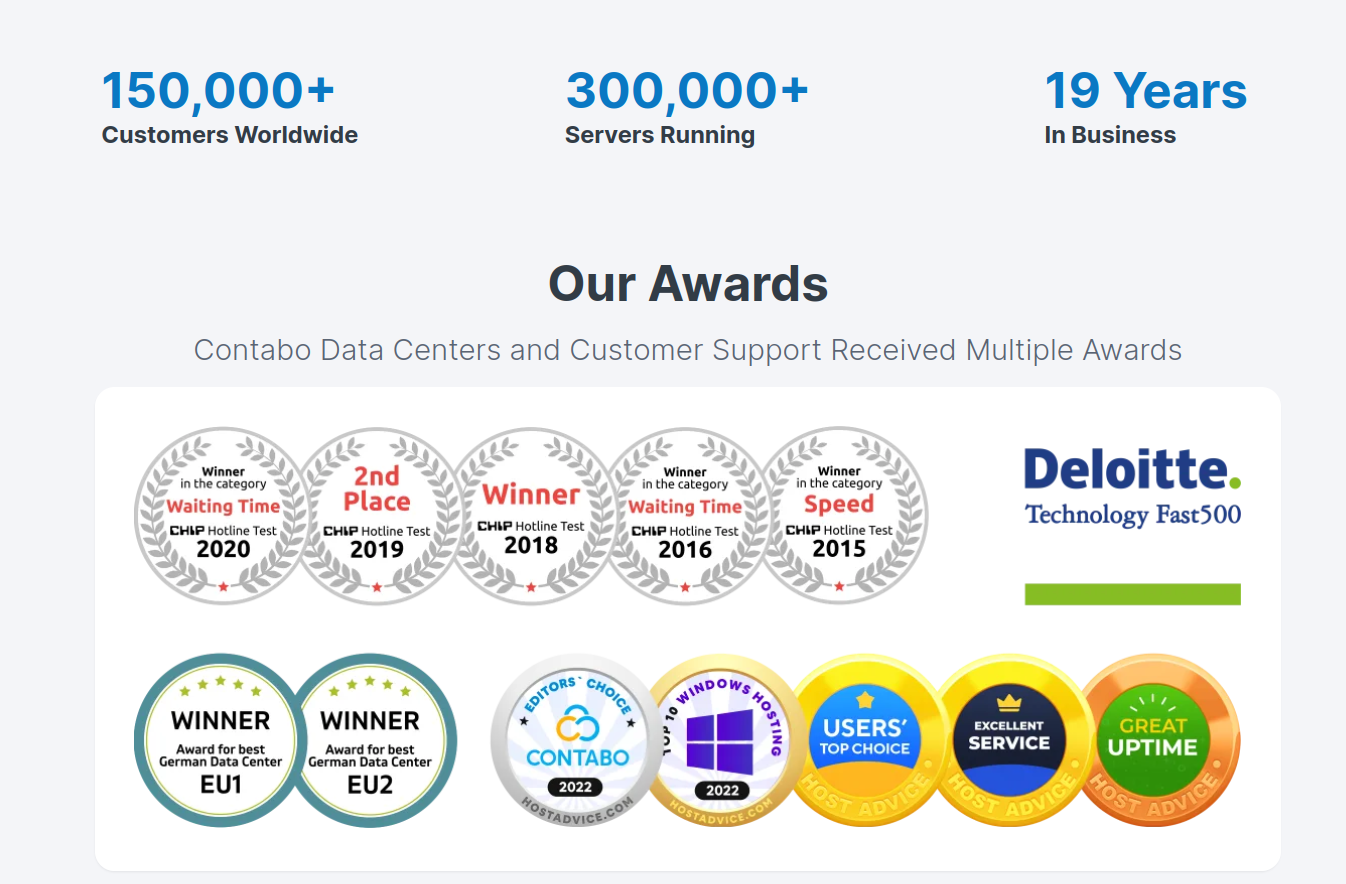 150,000+
Customers Worldwide
300,000+
Servers Running
19 Years
In Business
Our Awards
Contabo Data Centers and Customer Support Received Multiple Awards
Winner
in the category
Waiting Time
CHIP Hotline Test
2020
2nd
Place
CHIP Hotline Test
2019
Winner
CHIP Hotline Test
2018
Winner
in the category
Waiting Time
CHIP Hotline Test
2016
Winner
in the category
Speed
CHIP Hotline Test
2015
Deloitte.
Technology Fast500
WINNER
Award for best
German Data Center
EU1
WINNER
Award for best
German Data Center
EU2
EDITORS` CHOICE
CONTABO
2022
HOSTADVICE.COM
TOP 10 WINDOWS HOSTING
2022
HOSTADVICE.COM
USERS’
TOP CHOICE
HOST ADVICE
EXCELLENT
SERVICE
HOST ADVICE
GREAT
UPTIME
HOST ADVICE